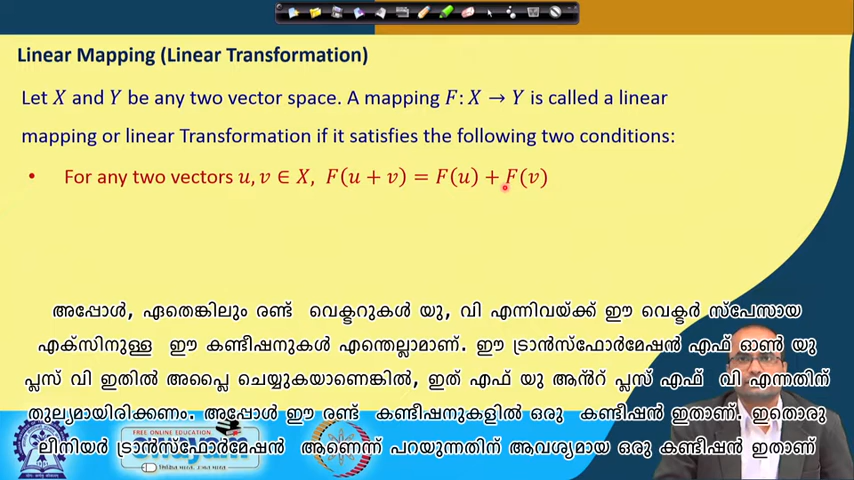 Linear Mapping (Linear Transformation)
Let X and Y be any two vector space. A mapping F: X → Y is called a linear
mapping or linear Transformation if it satisfies the following two conditions:
• For any two vectors u, v ∈ X, F(u + v) = F(u) + F(v)
അപ്പോൾ, ഏതെങ്കിലും രണ്ട് വെക്ടറുകൾ യു, വി എന്നിവയ്ക്ക് ഈ വെക്ടർ സ്പേസായ
എക്സിനുള്ള ഈ കണ്ടീഷനുകൾ എന്തെല്ലാമാണ്. ഈ ട്രാൻസ്ഫോർമേഷൻ എഫ് ഓൺ യു
പ്ലസ് വി ഇതിൽ അപ്ലൈ ചെയ്യുകയാണെങ്കിൽ, ഇത് എഫ് യു ആൻറ് പ്ലസ് എഫ് വി എന്നതിന്
തുല്യമായിരിക്കണം. അപ്പോൾ ഈ രണ്ട് കണ്ടീഷനുകളിൽ ഒരു കണ്ടീഷൻ ഇതാണ്. ഇതൊരു
ലീനിയർ ട്രാൻസ്ഫോർമേഷൻ ആണെന്ന് പറയുന്നതിന് ആവശ്യമായ ഒരു കണ്ടീഷൻ ഇതാണ്
FREE ONLINE EDUCATION
swayam